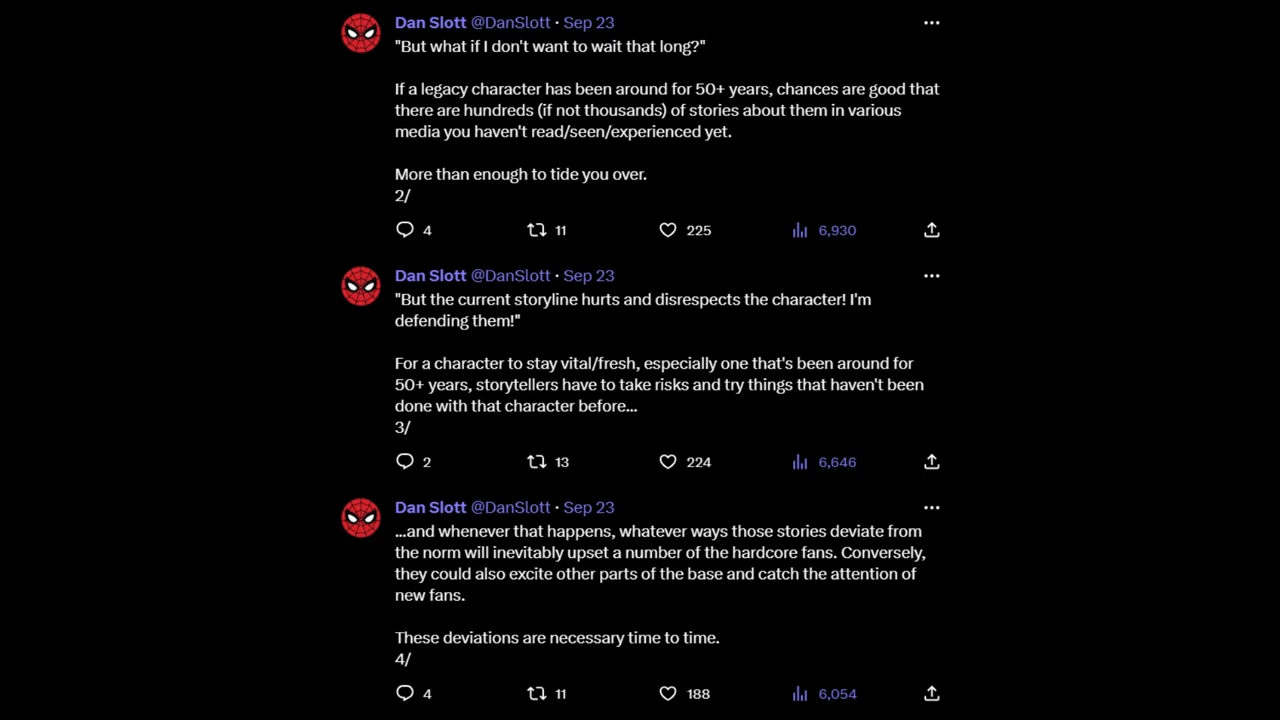 Dan Slott @DanSlott · Sep 23
"But what if I don't want to wait that long?"
If a legacy character has been around for 50+ years, chances are good that
there are hundreds (if not thousands) of stories about them in various
media you haven't read/seen/experienced yet.
More than enough to tide you over.
2/
4 11 225 6,930
Dan Slott @DanSlott · Sep 23
"But the current storyline hurts and disrespects the character! I'm
defending them!"
For a character to stay vital/fresh, especially one that's been around for
50+ years, storytellers have to take risks and try things that haven't been
done with that character before...
3/
2 13 224 6,646
Dan Slott @DanSlott · Sep 23
...and whenever that happens, whatever ways those stories deviate from
the norm will inevitably upset a number of the hardcore fans. Conversely,
they could also excite other parts of the base and catch the attention of
new fans.
These deviations are necessary time to time.
4/
4 11 188 6,054